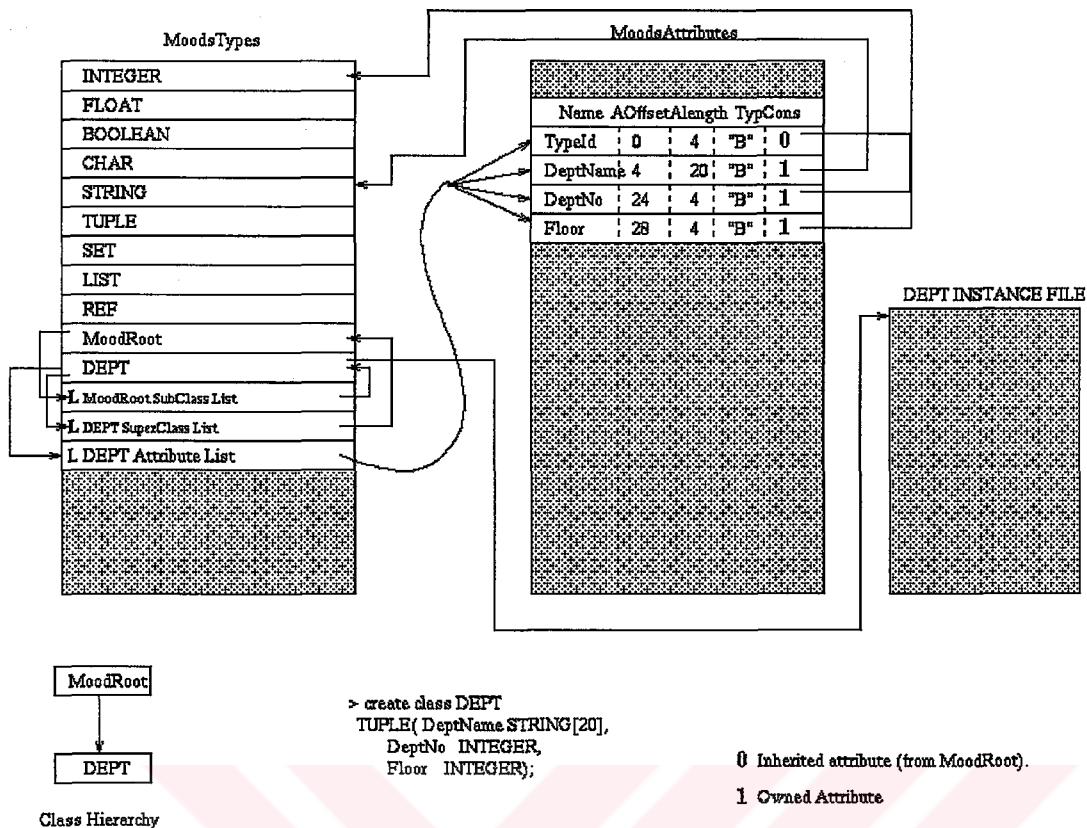 MoodsTypes
INTEGER
FLOAT
BOOLEAN
CHAR
STRING
TUPLE
SET
LIST
REF
MoodRoot
DEPT
L MoodRoot SubClass List
L DEPT SuperClass List
L DEPT Attribute List
MoodsAttributes
Name AOffset Alength Typ Cons
TypeId 0 4 "B" 0
DeptName 4 20 "B" 1
DeptNo 24 4 "B" 1
Floor 28 4 "B" 1
DEPT INSTANCE FILE
MoodRoot
DEPT
Class Hierarchy
> create class DEPT
TUPLE( DeptName STRING[20],
DeptNo INTEGER,
Floor INTEGER);
0 Inherited attribute (from MoodRoot).
1 Owned Attribute